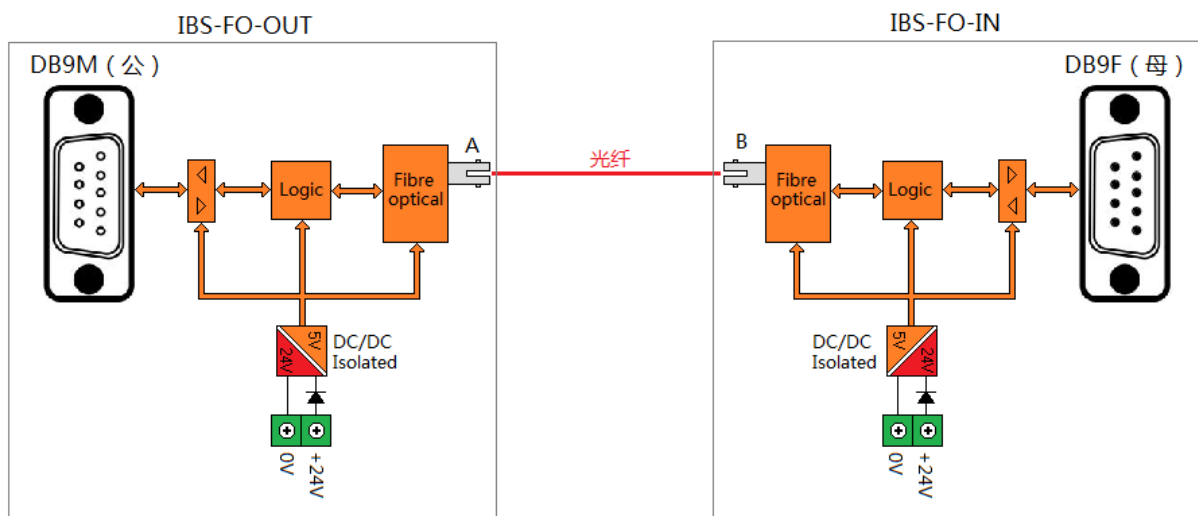 IBS-FO-OUT
DB9M（公）
A
Logic
Fibre
optical
5V
24V
DC/DC
Isolated
0V
+24V
光纤
IBS-FO-IN
DB9F（母）
B
Fibre
optical
Logic
DC/DC
Isolated
5V
24V
0V
+24V